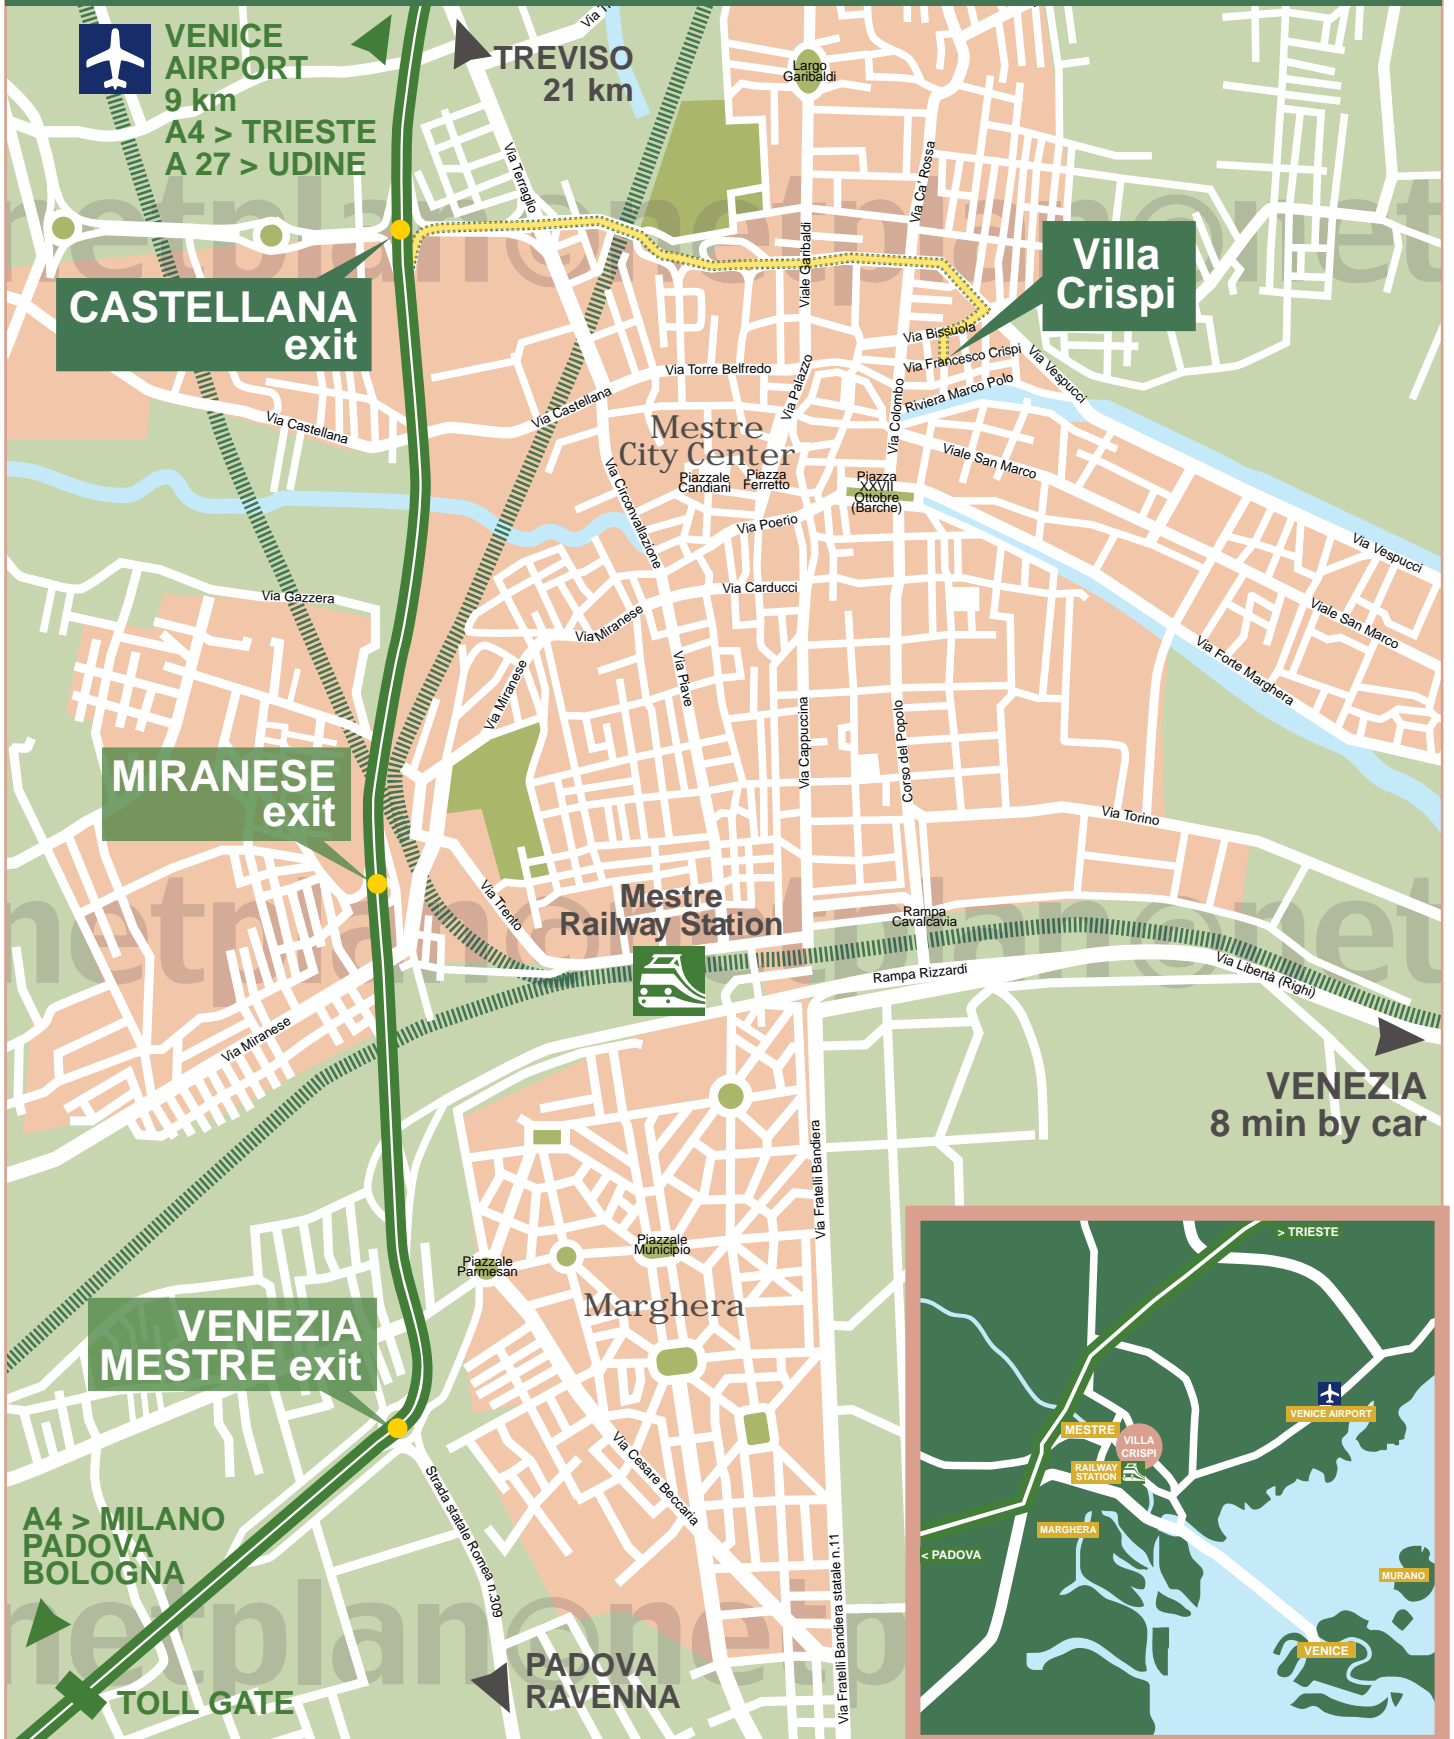 VENICE
AIRPORT
9 km
A4 > TRIESTE
A 27 > UDINE
TREVISO
21 km
Largo
Garibaldi
Via Terraglio
Via Ca' Rossa
Viale Garibaldi
netplan@netplan@net
CASTELLANA
exit
Villa
Crispi
Via Bissuola
Via Francesco Crispi
Via Vespucci
Riviera Marco Polo
Via Torre Belfredo
Via Palazzo
Via Colombo
Via Castellana
Via Castellana
Mestre
City Center
Viale San Marco
Piazzale
Candiani
Piazza
Ferretto
Piazza
XXVII
Ottobre
(Barche)
Via Circonvallazione
Via Poerio
Via Vespucci
Via Carducci
Via Gazzera
Via Miranese
Viale San Marco
Via Forte Marghera
Via Miranese
Via Piave
Via Cappuccina
Corso del Popolo
MIRANESE
exit
Via Torino
netplan@netplan@net
Via Trento
Mestre
Railway Station
Rampa
Cavalcavia
Rampa Rizzardi
Via Libertà (Righi)
Via Miranese
VENEZIA
8 min by car
Via Fratelli Bandiera
Piazzale
Municipio
Piazzale
Parmesan
Marghera
VENEZIA
MESTRE exit
Via Cesare Beccaria
Strada statale Romea n.309
Via Fratelli Bandiera statale n.11
A4 > MILANO
PADOVA
BOLOGNA
netplan@netp
TOLL GATE
PADOVA
RAVENNA
> TRIESTE
VENICE AIRPORT
MESTRE
VILLA
CRISPI
RAILWAY
STATION
MARGHERA
< PADOVA
MURANO
VENICE